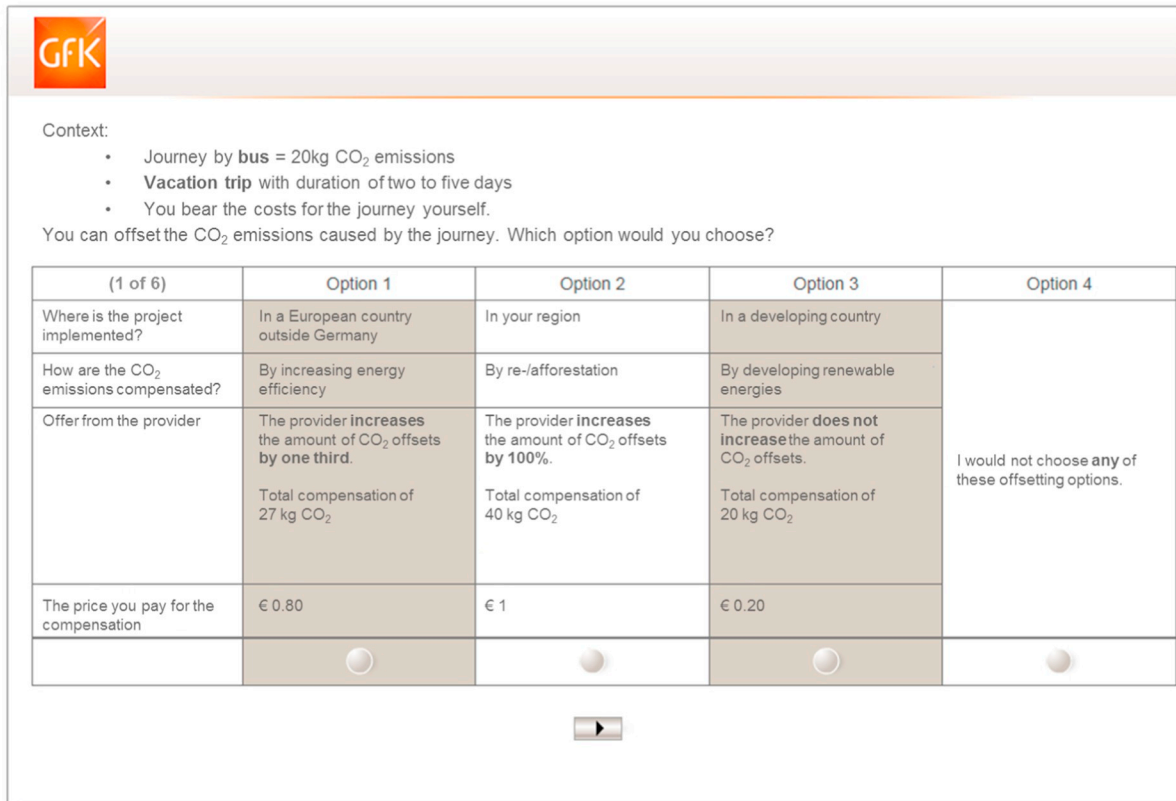 GfK
Context:
• Journey by bus = 20kg CO₂ emissions
• Vacation trip with duration of two to five days
• You bear the costs for the journey yourself.
You can offset the CO₂ emissions caused by the journey. Which option would you choose?
(1 of 6)
Option 1
Option 2
Option 3
Option 4
Where is the project
implemented?
In a European country
outside Germany
In your region
In a developing country
How are the CO₂
emissions compensated?
By increasing energy
efficiency
By re-/afforestation
By developing renewable
energies
Offer from the provider
The provider increases
the amount of CO₂ offsets
by one third.
Total compensation of
27 kg CO₂
The provider increases
the amount of CO₂ offsets
by 100%.
Total compensation of
40 kg CO₂
The provider does not
increase the amount of
CO₂ offsets.
Total compensation of
20 kg CO₂
I would not choose any of
these offsetting options.
The price you pay for the
compensation
€ 0.80
€ 1
€ 0.20